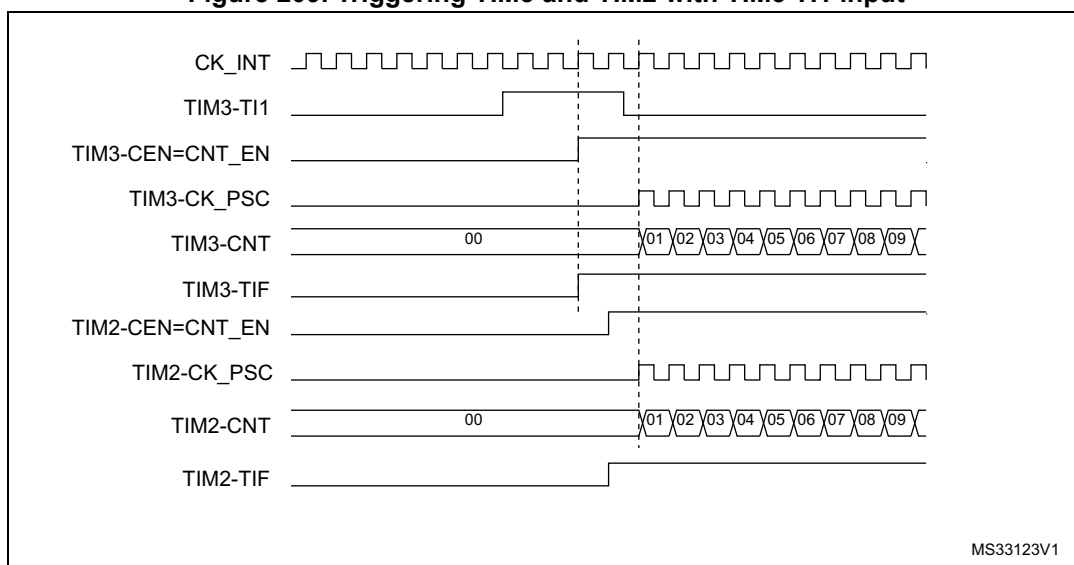 CK_INT
TIM3-TI1
TIM3-CEN=CNT_EN
TIM3-CK_PSC
TIM3-CNT 00 01 02 03 04 05 06 07 08 09
TIM3-TIF
TIM2-CEN=CNT_EN
TIM2-CK_PSC
TIM2-CNT 00 01 02 03 04 05 06 07 08 09
TIM2-TIF
MS33123V1